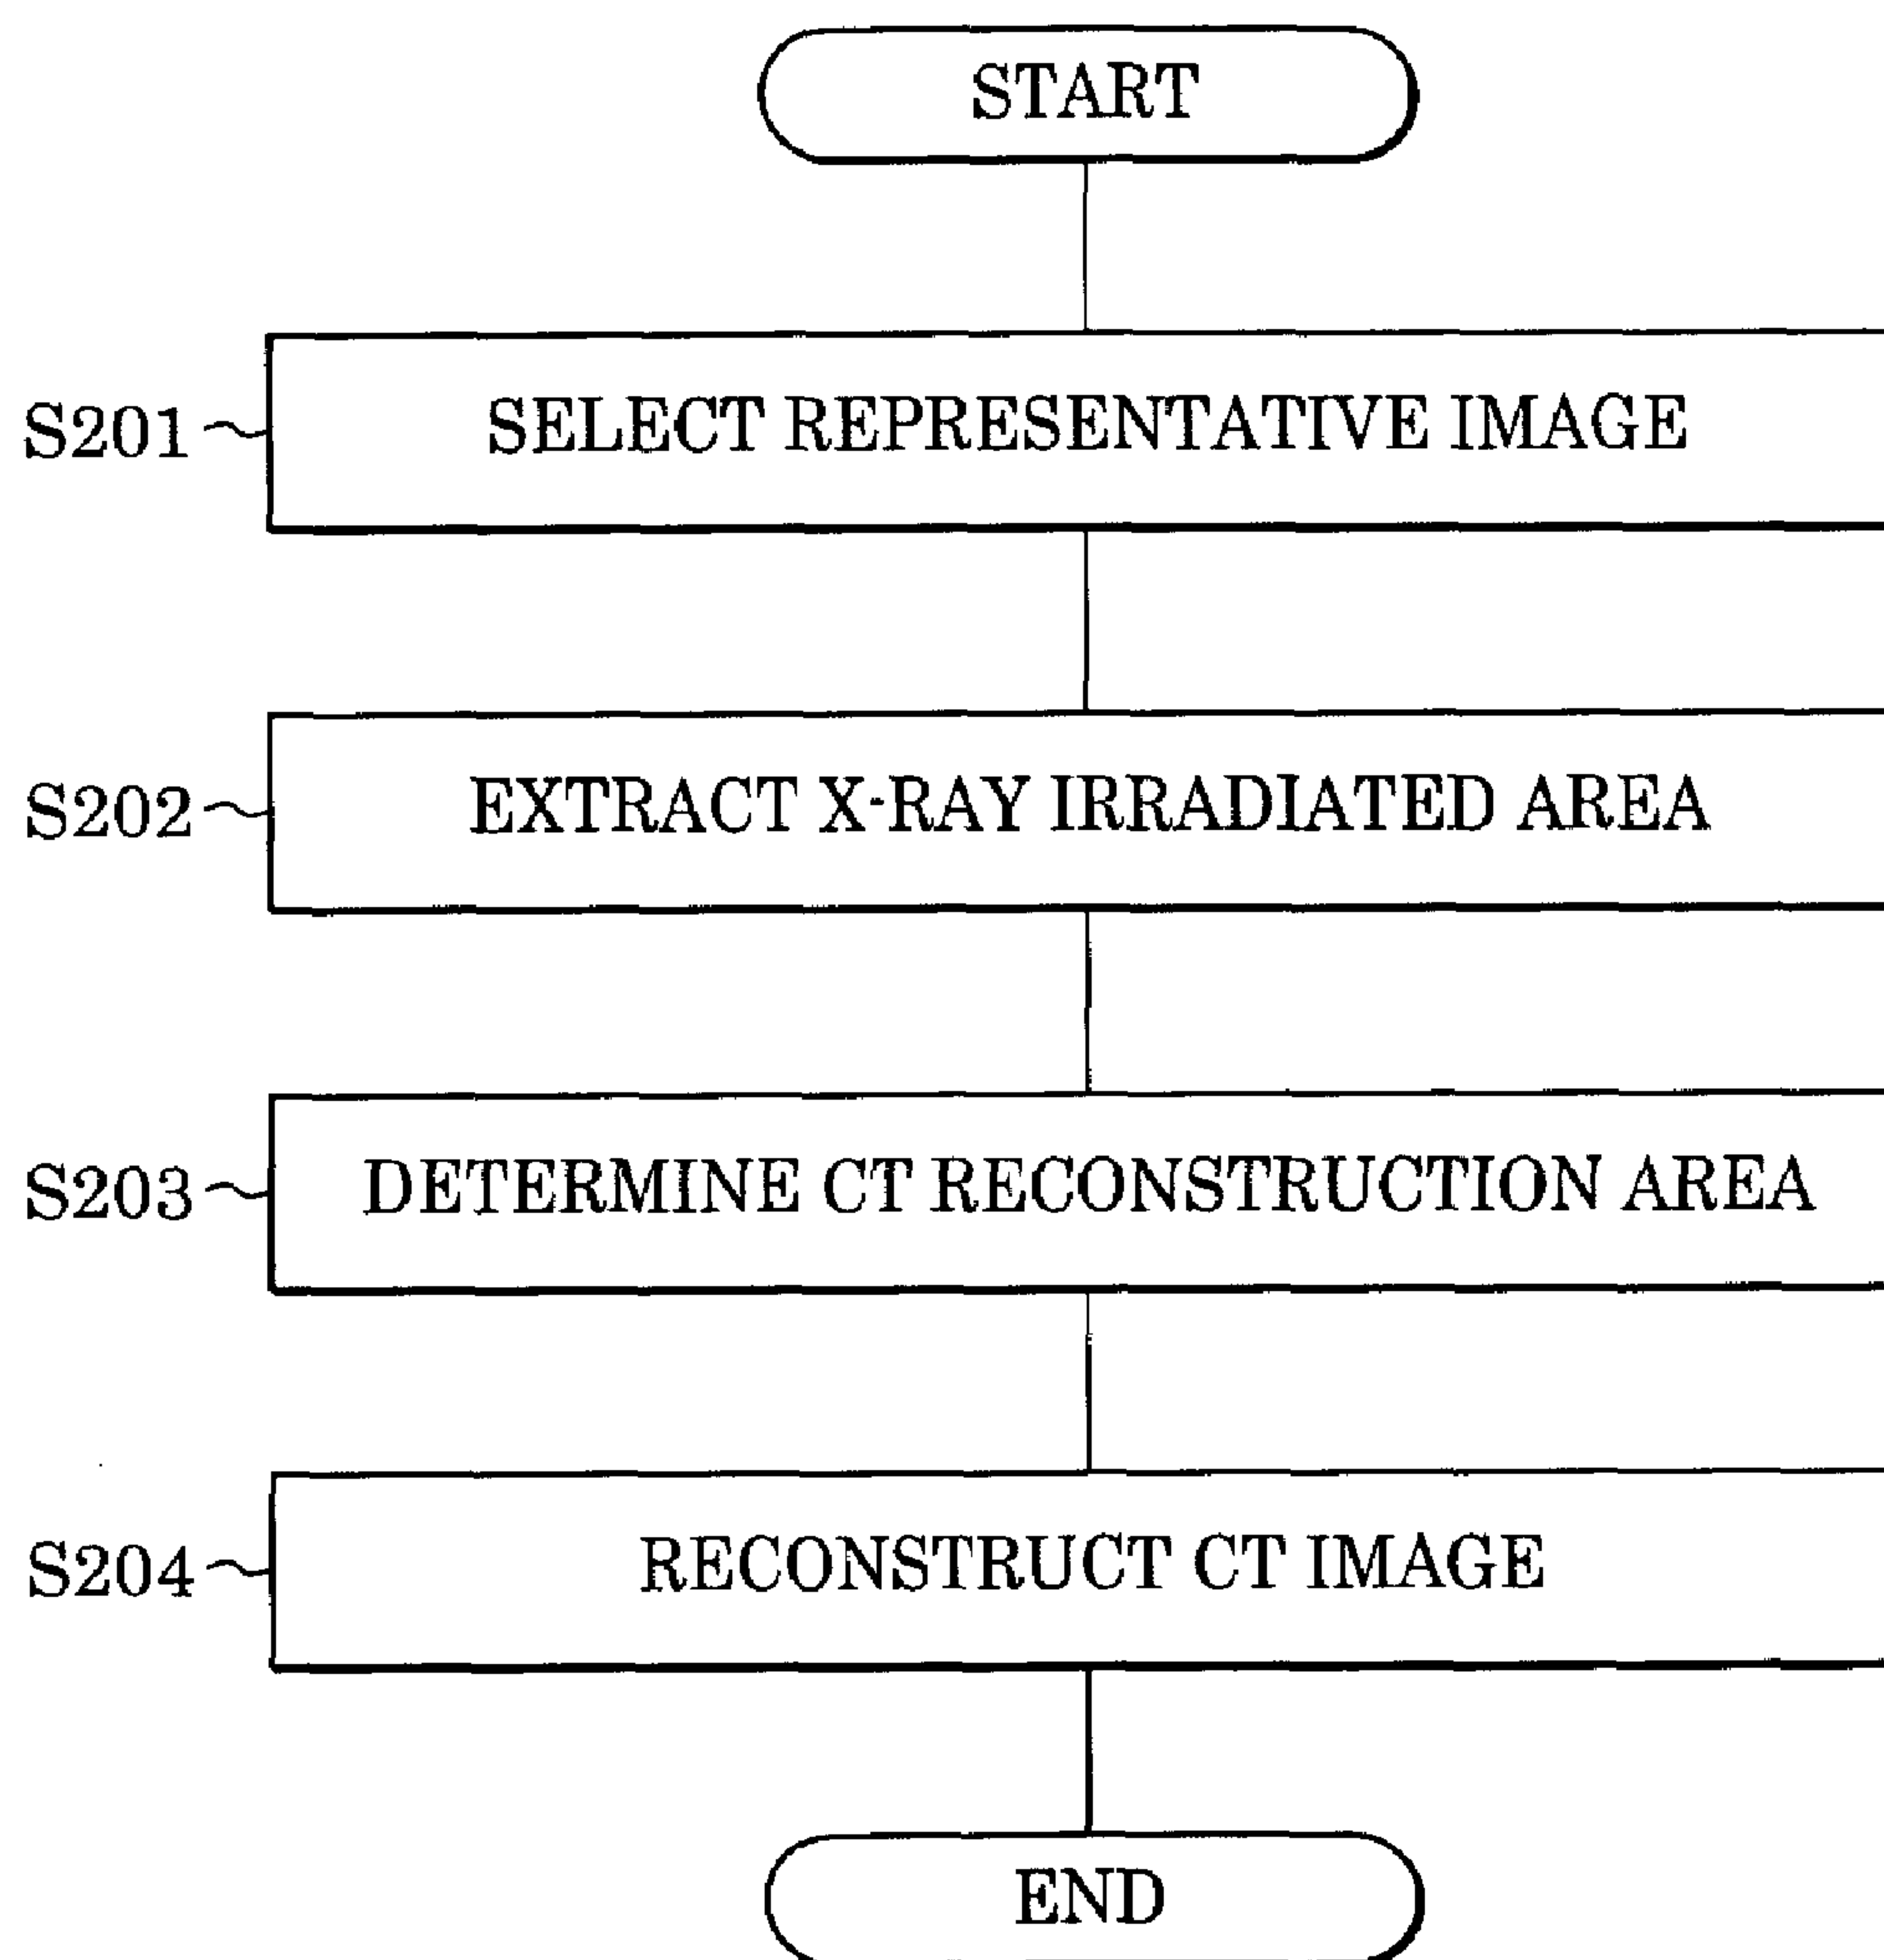 START
S201 SELECT REPRESENTATIVE IMAGE
S202 EXTRACT X-RAY IRRADIATED AREA
S203 DETERMINE CT RECONSTRUCTION AREA
S204 RECONSTRUCT CT IMAGE
END